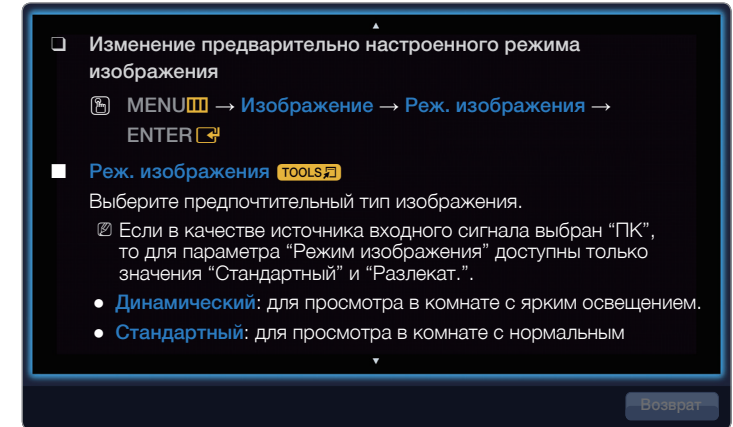 ▲
❑ Изменение предварительно настроенного режима
изображения
MENU → Изображение → Реж. изображения →
ENTER
■ Реж. изображения TOOLS
Выберите предпочтительный тип изображения.
Если в качестве источника входного сигнала выбран “ПК”,
то для параметра “Режим изображения” доступны только
значения “Стандартный” и “Разлекат.”.
● Динамический: для просмотра в комнате с ярким освещением.
● Стандартный: для просмотра в комнате с нормальным
▼
Возврат